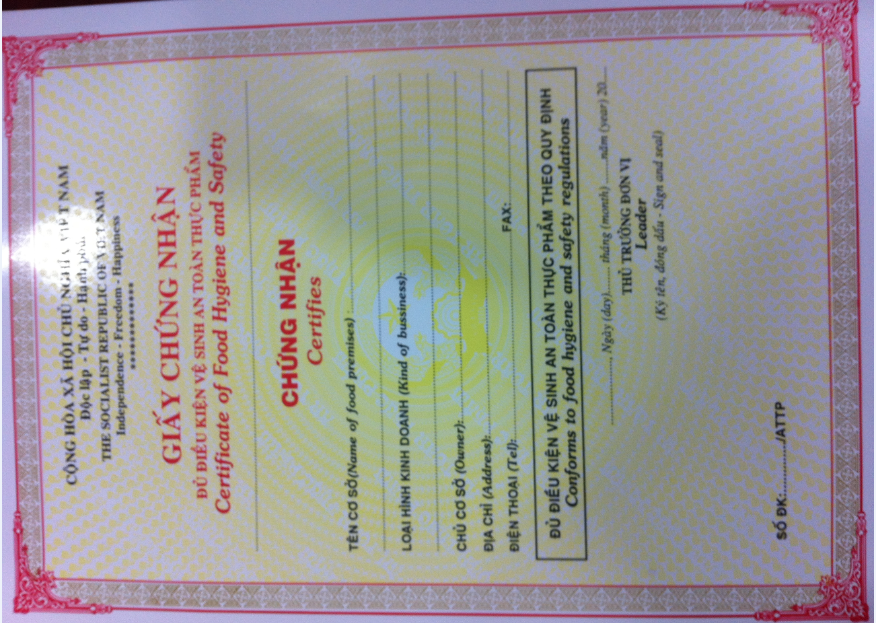 CỘNG HÒA XÃ HỘI CHỦ NGHĨA VIỆT NAM
Độc lập - Tự do - Hạnh phúc
THE SOCIALIST REPUBLIC OF VIET NAM
Independence - Freedom - Happiness
*************
GIẤY CHỨNG NHẬN
ĐỦ ĐIỀU KIỆN VỆ SINH AN TOÀN THỰC PHẨM
Certificate of Food Hygiene and Safety
CHỨNG NHẬN
Certifies
TÊN CƠ SỞ(Name of food premises) :
LOẠI HÌNH KINH DOANH (Kind of bussiness):
CHỦ CƠ SỞ (Owner):
ĐỊA CHỈ (Address):
ĐIỆN THOẠI (Tel): FAX:
ĐỦ ĐIỀU KIỆN VỆ SINH AN TOÀN THỰC PHẨM THEO QUY ĐỊNH
Conforms to food hygiene and safety regulations
..................., Ngày (day)........ tháng (month) ......năm (year) 20....
THỦ TRƯỞNG ĐƠN VỊ
Leader
(Ký tên, đóng dấu - Sign and seal)
SỐ ĐK:............./ATTP